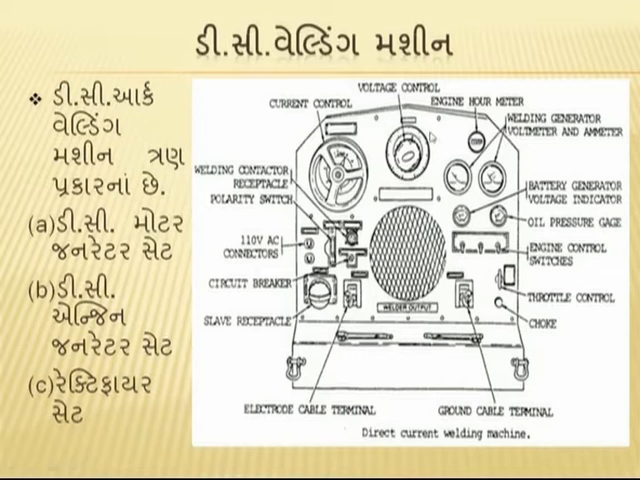 ડી.સી.વેલ્ડિંગ મશીન
❖ ડી.સી.આર્ક
વેલ્ડિંગ
મશીન ત્રણ
પ્રકારનાં છે.
(a)ડી.સી. મોટર
જનરેટર સેટ
(b)ડી.સી.
એન્જિન
જનરેટર સેટ
(c)રેક્ટિફાયર
સેટ
VOLTAGE CONTROL
CURRENT CONTROL
ENGINE HOUR METER
WELDING GENERATOR
VOLTMETER AND AMMETER
WELDING CONTACTOR
RECEPTACLE
POLARITY SWITCH
BATTERY GENERATOR
VOLTAGE INDICATOR
OIL PRESSURE GAGE
110V AC
CONNECTORS
ENGINE CONTROL
SWITCHES
CIRCUIT BREAKER
THROTTLE CONTROL
SLAVE RECEPTACLE
WELDER OUTPUT
CHOKE
ELECTRODE CABLE TERMINAL
GROUND CABLE TERMINAL
Direct current welding machine.